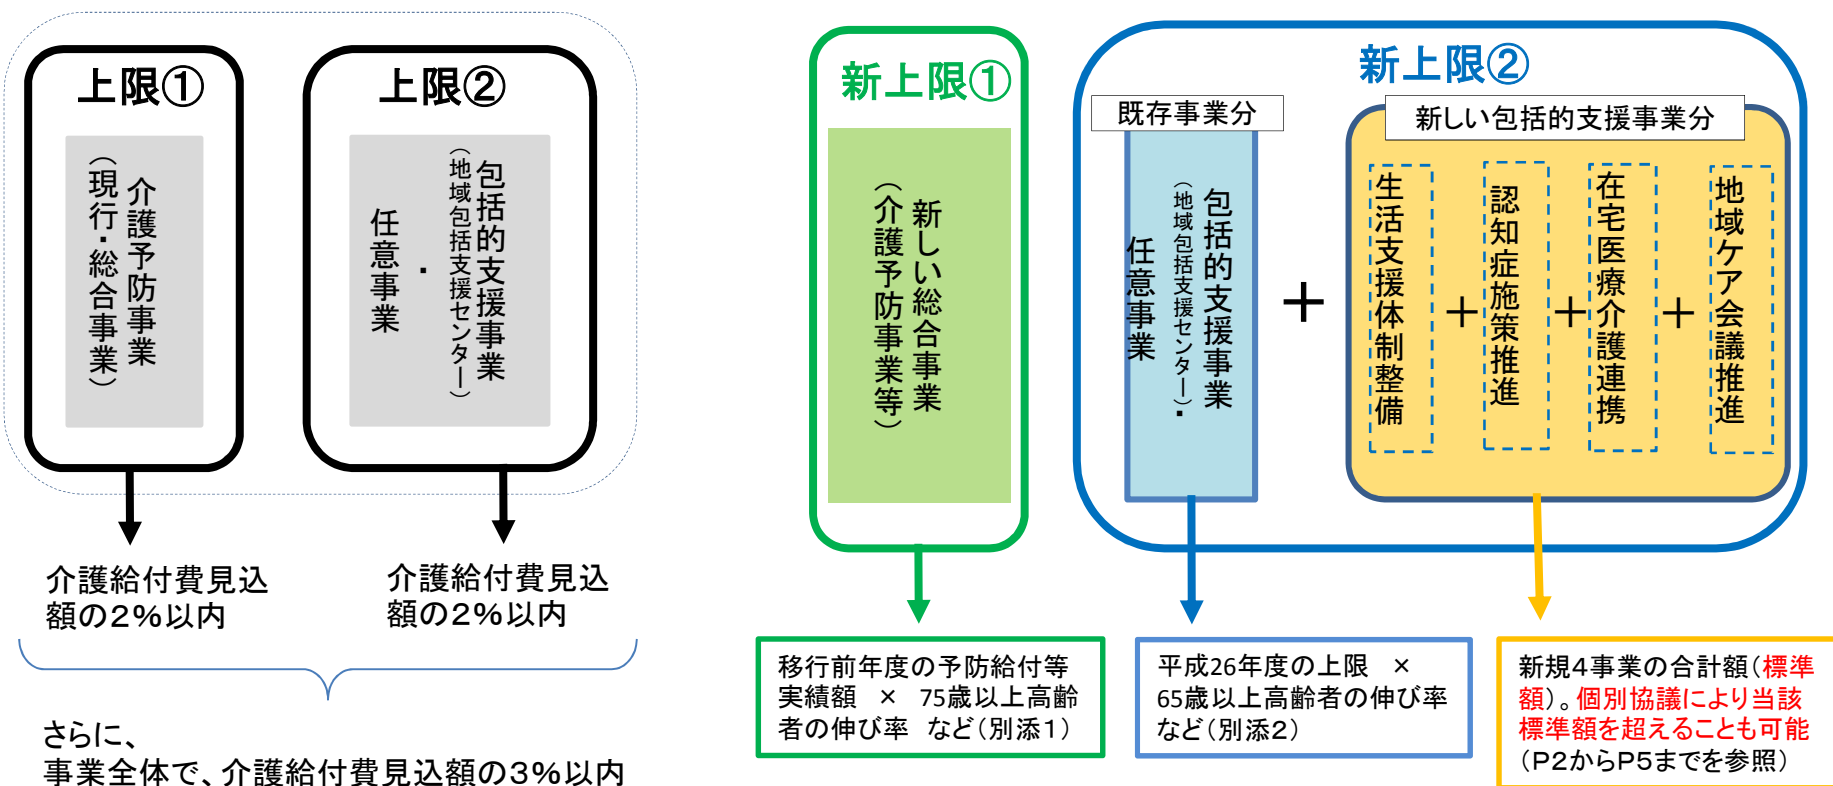 上限①
介護予防事業
（現行・総合事業）
上限②
包括的支援事業
（地域包括支援センター）
・
任意事業
介護給付費見込
額の２％以内
介護給付費見込
額の２％以内
さらに、
事業全体で、介護給付費見込額の３％以内
新上限①
新しい総合事業
（介護予防事業等）
新上限②
既存事業分
包括的支援事業
（地域包括支援センター）・
任意事業
＋
新しい包括的支援事業分
生活支援体制整備
＋
認知症施策推進
＋
在宅医療介護連携
＋
地域ケア会議推進
移行前年度の予防給付等
実績額 × 75歳以上高齢
者の伸び率 など（別添１）
平成26年度の上限 ×
65歳以上高齢者の伸び率
など（別添２）
新規４事業の合計額（標準
額）。個別協議により当該
標準額を超えることも可能
（P2からP5までを参照）